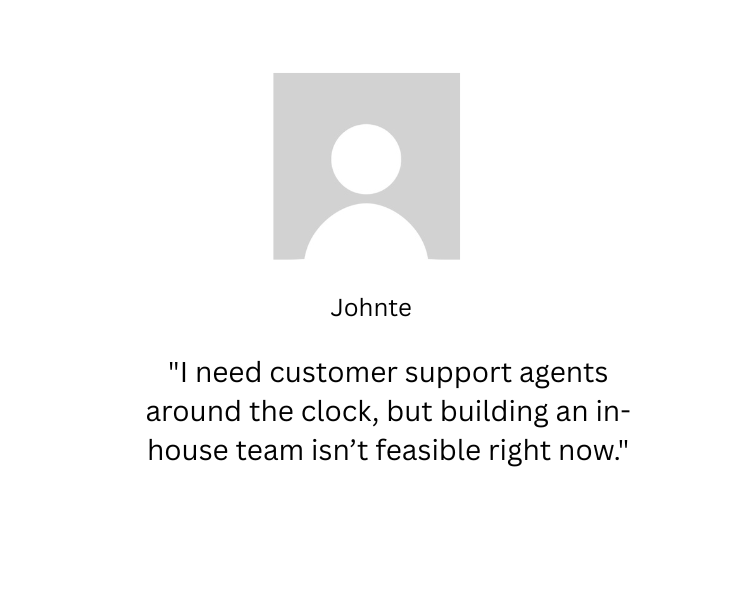 Johnte
"I need customer support agents
around the clock, but building an in-
house team isn’t feasible right now."